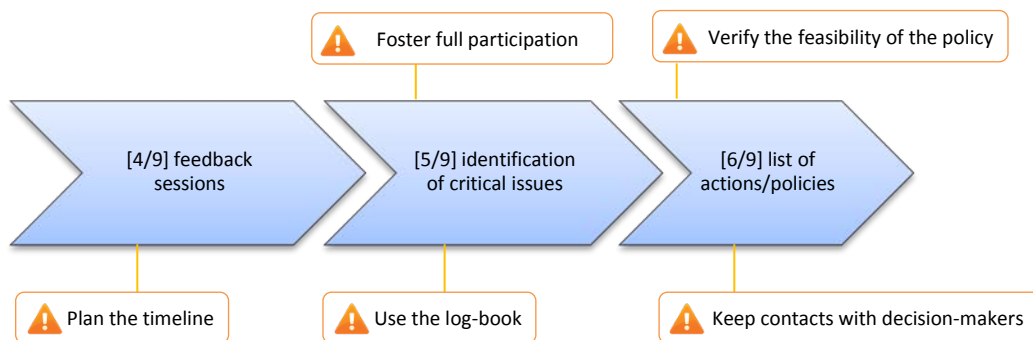 Foster full participation
Verify the feasibility of the policy
[4/9] feedback
sessions
[5/9] identification
of critical issues
[6/9] list of
actions/policies
Plan the timeline
Use the log-book
Keep contacts with decision-makers